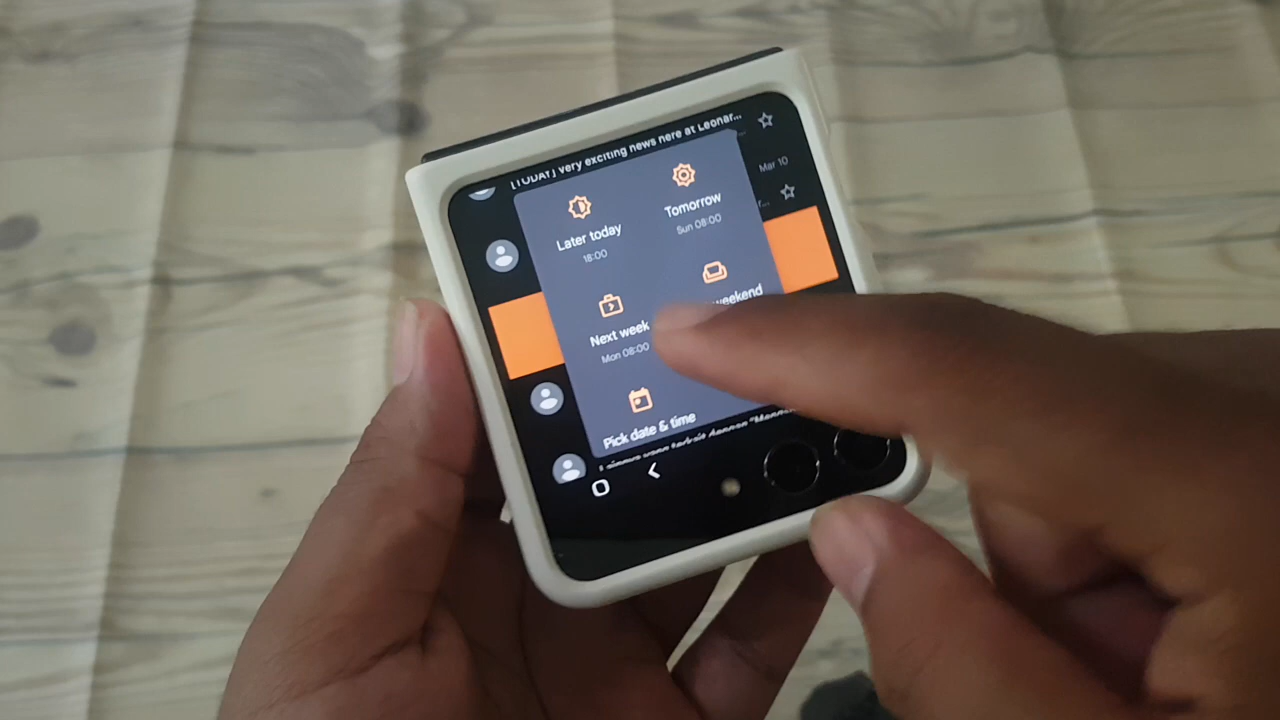 [TODAY] very exciting news here at Leonar...
Mar 10
Later today
18:00
Tomorrow
Sun 08:00
Next week
Mon 08:00
weekend
Pick date & time